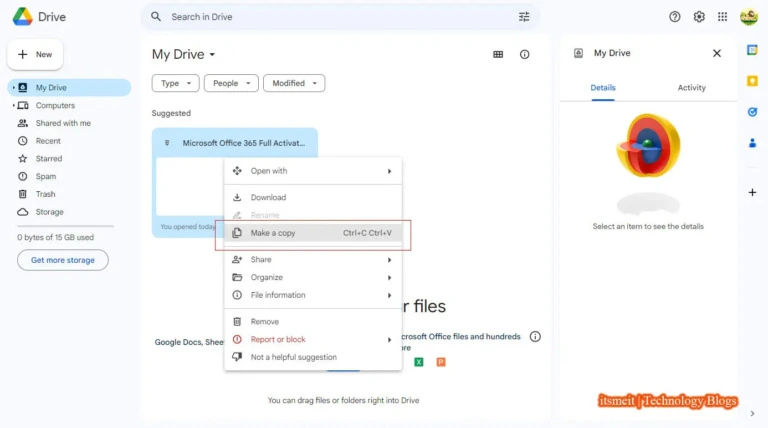 Drive
Search in Drive
New
My Drive
Computers
Shared with me
Recent
Starred
Spam
Trash
Storage
0 bytes of 15 GB used
Get more storage
My Drive
Type
People
Modified
Suggested
Microsoft Office 365 Full Activat...
You opened today
Open with
Download
Rename
Make a copy Ctrl+C Ctrl+V
Share
Organize
File information
Remove
Report or block
Not a helpful suggestion
r files
Google Docs, Shee
crosoft Office files and hundreds
ore
X
P
You can drag files or folders right into Drive
My Drive
Details
Activity
Select an item to see the details
itsmeit | Technology Blogs